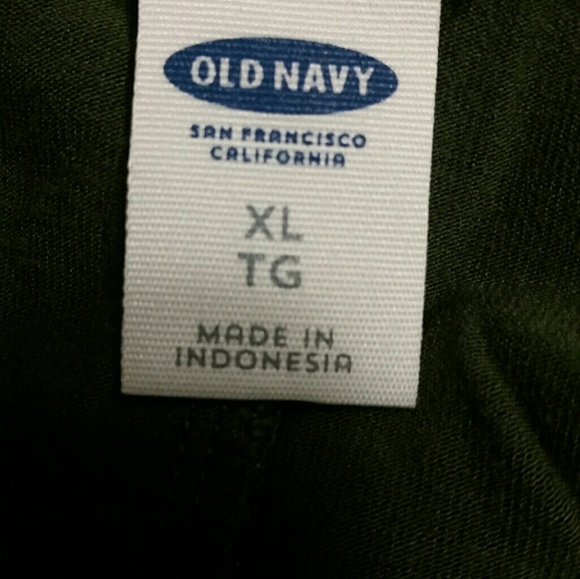 OLD NAVY
SAN FRANCISCO
CALIFORNIA
XL
TG
MADE IN
INDONESIA